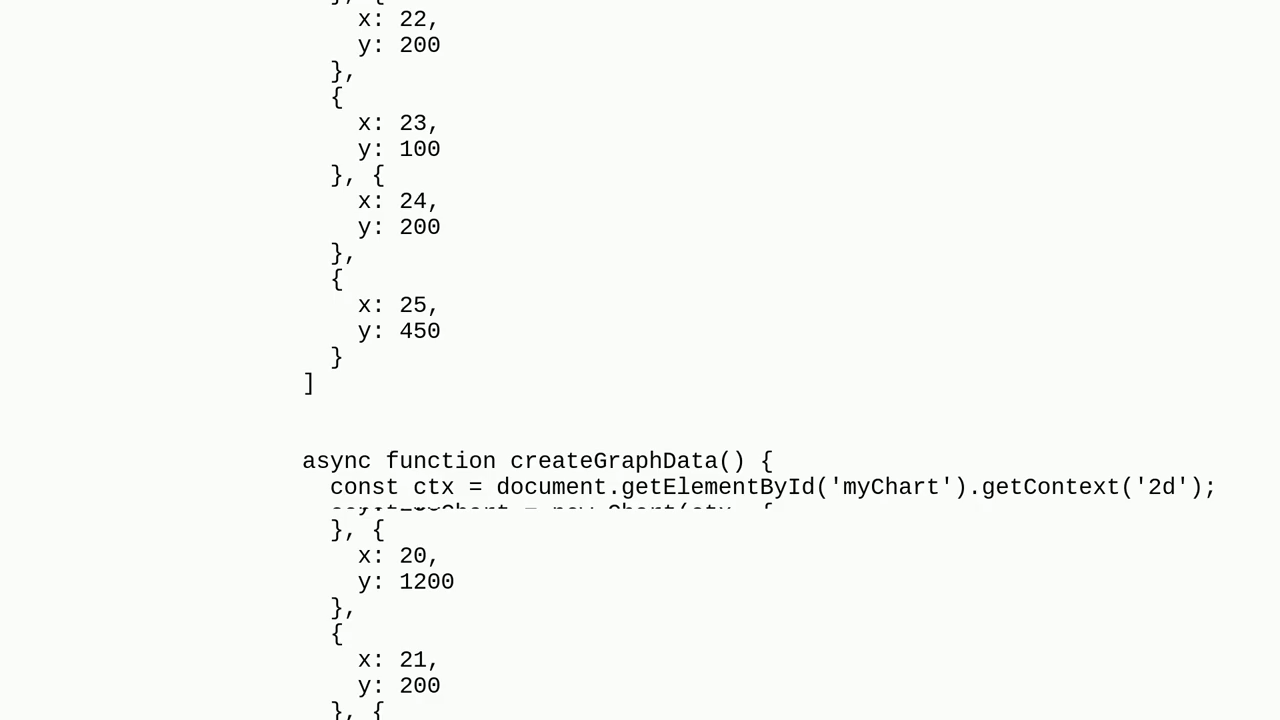 }, {
x: 22,
y: 200
},
{
x: 23,
y: 100
}, {
x: 24,
y: 200
},
{
x: 25,
y: 450
}
]
async function createGraphData() {
const ctx = document.getElementById('myChart').getContext('2d');
}, {
x: 20,
y: 1200
},
{
x: 21,
y: 200
}, {